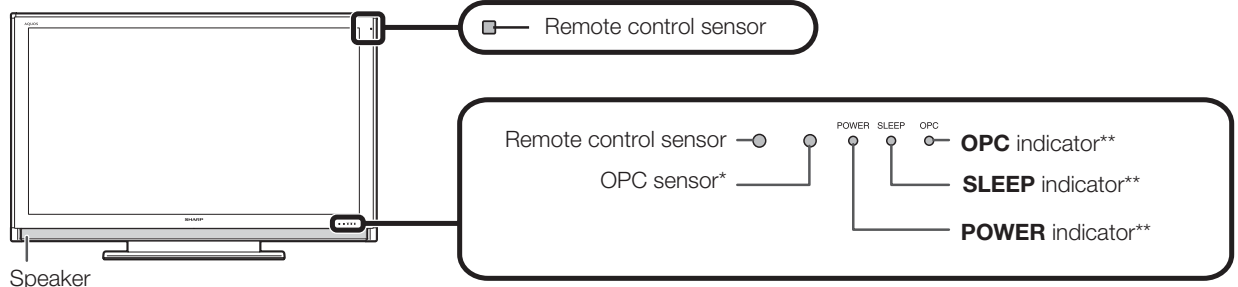 AQUOS
Remote control sensor
POWER SLEEP OPC
Remote control sensor
OPC indicator**
OPC sensor*
SLEEP indicator**
POWER indicator**
SHARP
Speaker